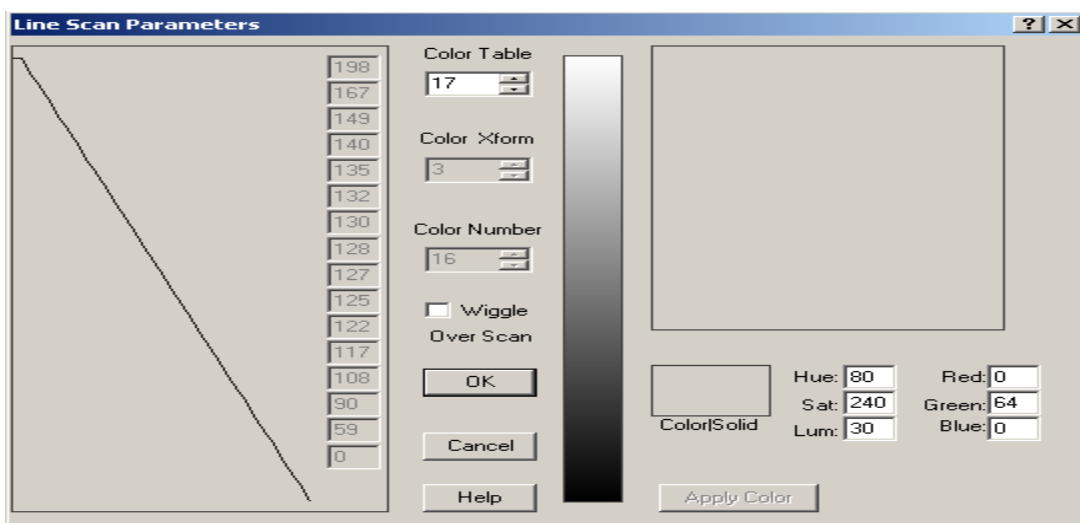 Line Scan Parameters
198
167
149
140
135
132
130
128
127
125
122
117
108
90
59
0
Color Table
17
Color Xform
3
Color Number
16
Wiggle
Over Scan
OK
Cancel
Help
Color|Solid
Hue: 80
Sat: 240
Lum: 30
Red: 0
Green: 64
Blue: 0
Apply Color